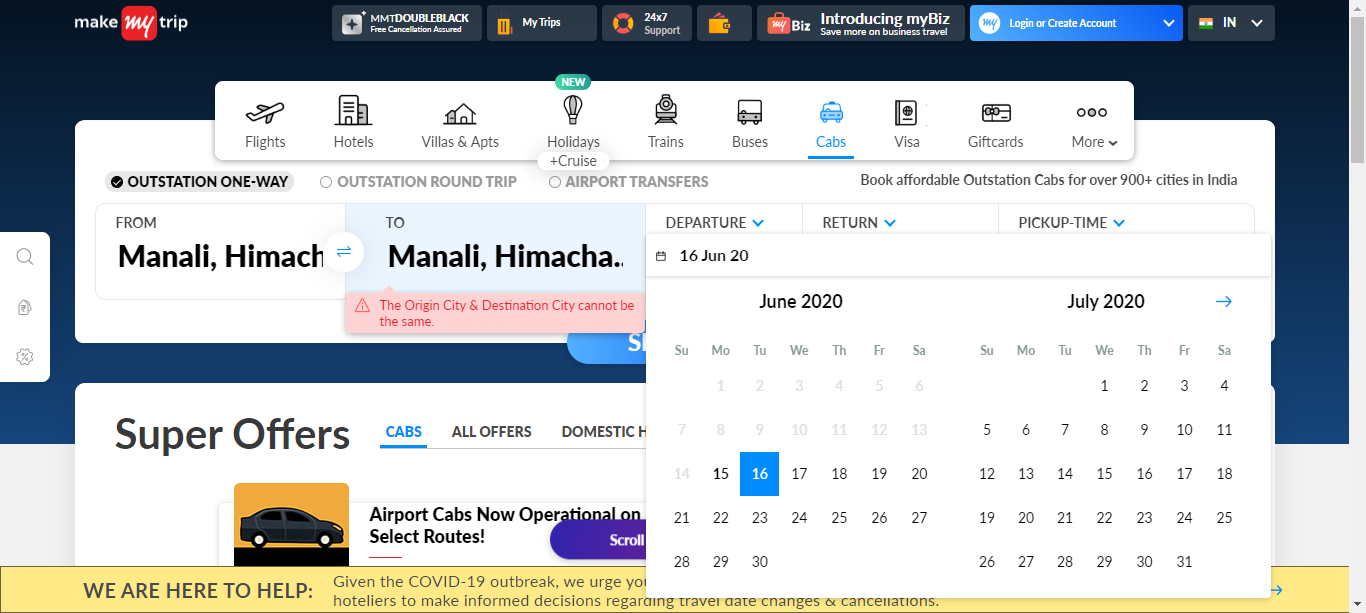 make my trip
MMTDOUBLEBLACK
Free Cancellation Assured
My Trips
24x7
Support
my Biz
Introducing myBiz
Save more on business travel
my
Login or Create Account
IN
NEW
Flights
Hotels
Villas & Apts
Holidays
+Cruise
Trains
Buses
Cabs
Visa
Giftcards
More
OUTSTATION ONE-WAY
OUTSTATION ROUND TRIP
AIRPORT TRANSFERS
Book affordable Outstation Cabs for over 900+ cities in India
FROM
Manali, Himach
TO
Manali, Himacha..
The Origin City & Destination City cannot be
the same.
DEPARTURE
RETURN
PICKUP-TIME
16 Jun 20
June 2020
Su Mo Tu We Th Fr Sa
1 2 3 4 5 6
7 8 9 10 11 12 13
14 15 16 17 18 19 20
21 22 23 24 25 26 27
28 29 30
July 2020
Su Mo Tu We Th Fr Sa
1 2 3 4
5 6 7 8 9 10 11
12 13 14 15 16 17 18
19 20 21 22 23 24 25
26 27 28 29 30 31
Super Offers
CABS
ALL OFFERS
DOMESTIC H
Airport Cabs Now Operational on
Select Routes!
Scroll
WE ARE HERE TO HELP:
Given the COVID-19 outbreak, we urge you
hoteliers to make informed decisions regarding travel date changes & cancellations.